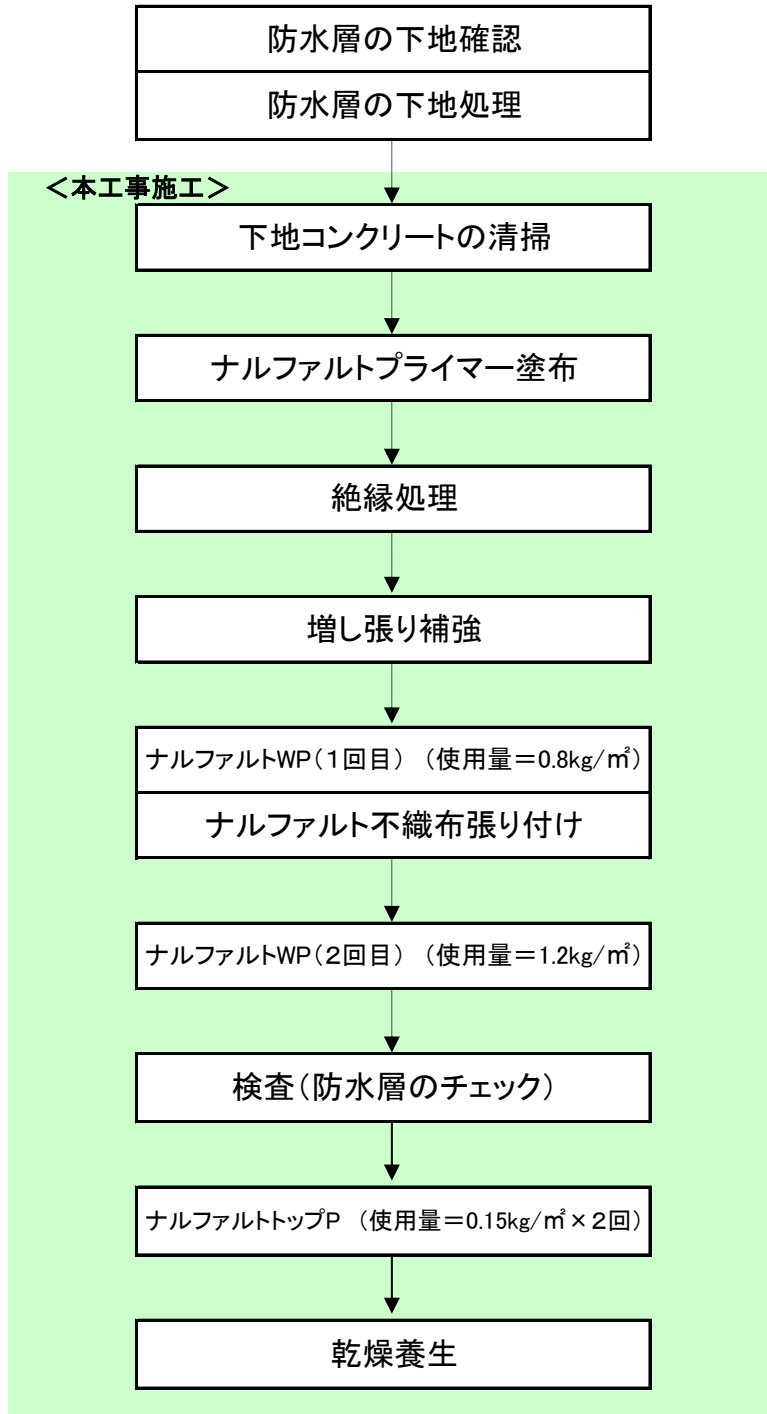 防水層の下地確認
防水層の下地処理
＜本工事施工＞
下地コンクリートの清掃
ナルファルトプライマー塗布
絶縁処理
増し張り補強
ナルファルトWP（１回目）　（使用量＝0.8kg/㎡）
ナルファルト不織布張り付け
ナルファルトWP（２回目）　（使用量＝1.2kg/㎡）
検査（防水層のチェック）
ナルファルトトップP　（使用量＝0.15kg/㎡×２回）
乾燥養生